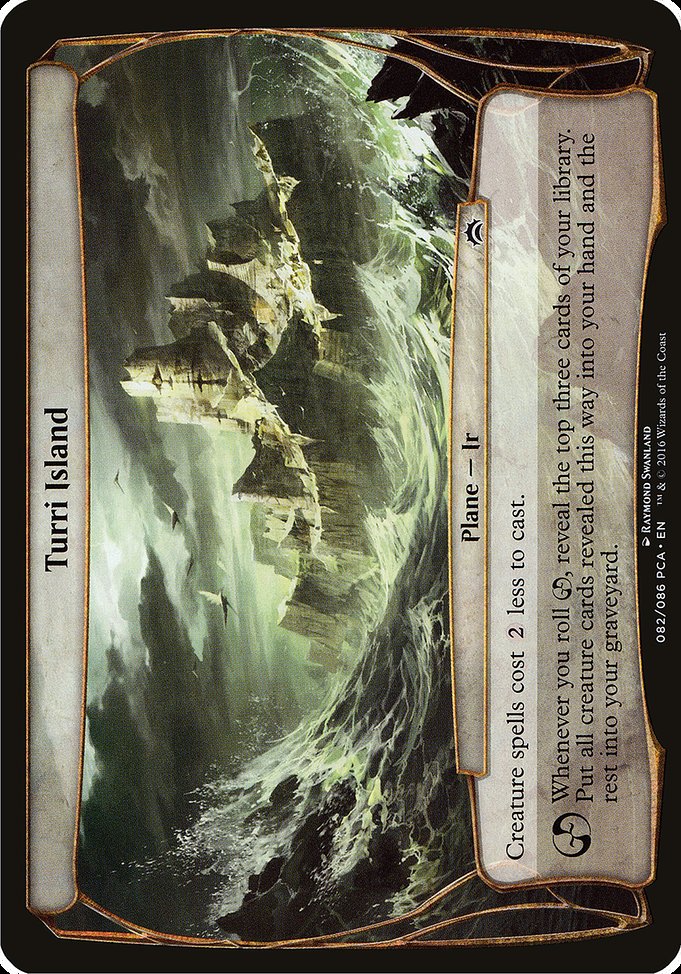 Turri Island
Plane — Ir
Creature spells cost 2 less to cast.
Whenever you roll , reveal the top three cards of your library.
Put all creature cards revealed this way into your hand and the
rest into your graveyard.
RAYMOND SWANLAND
082/086 PCA • EN ™ & © 2016 Wizards of the Coast